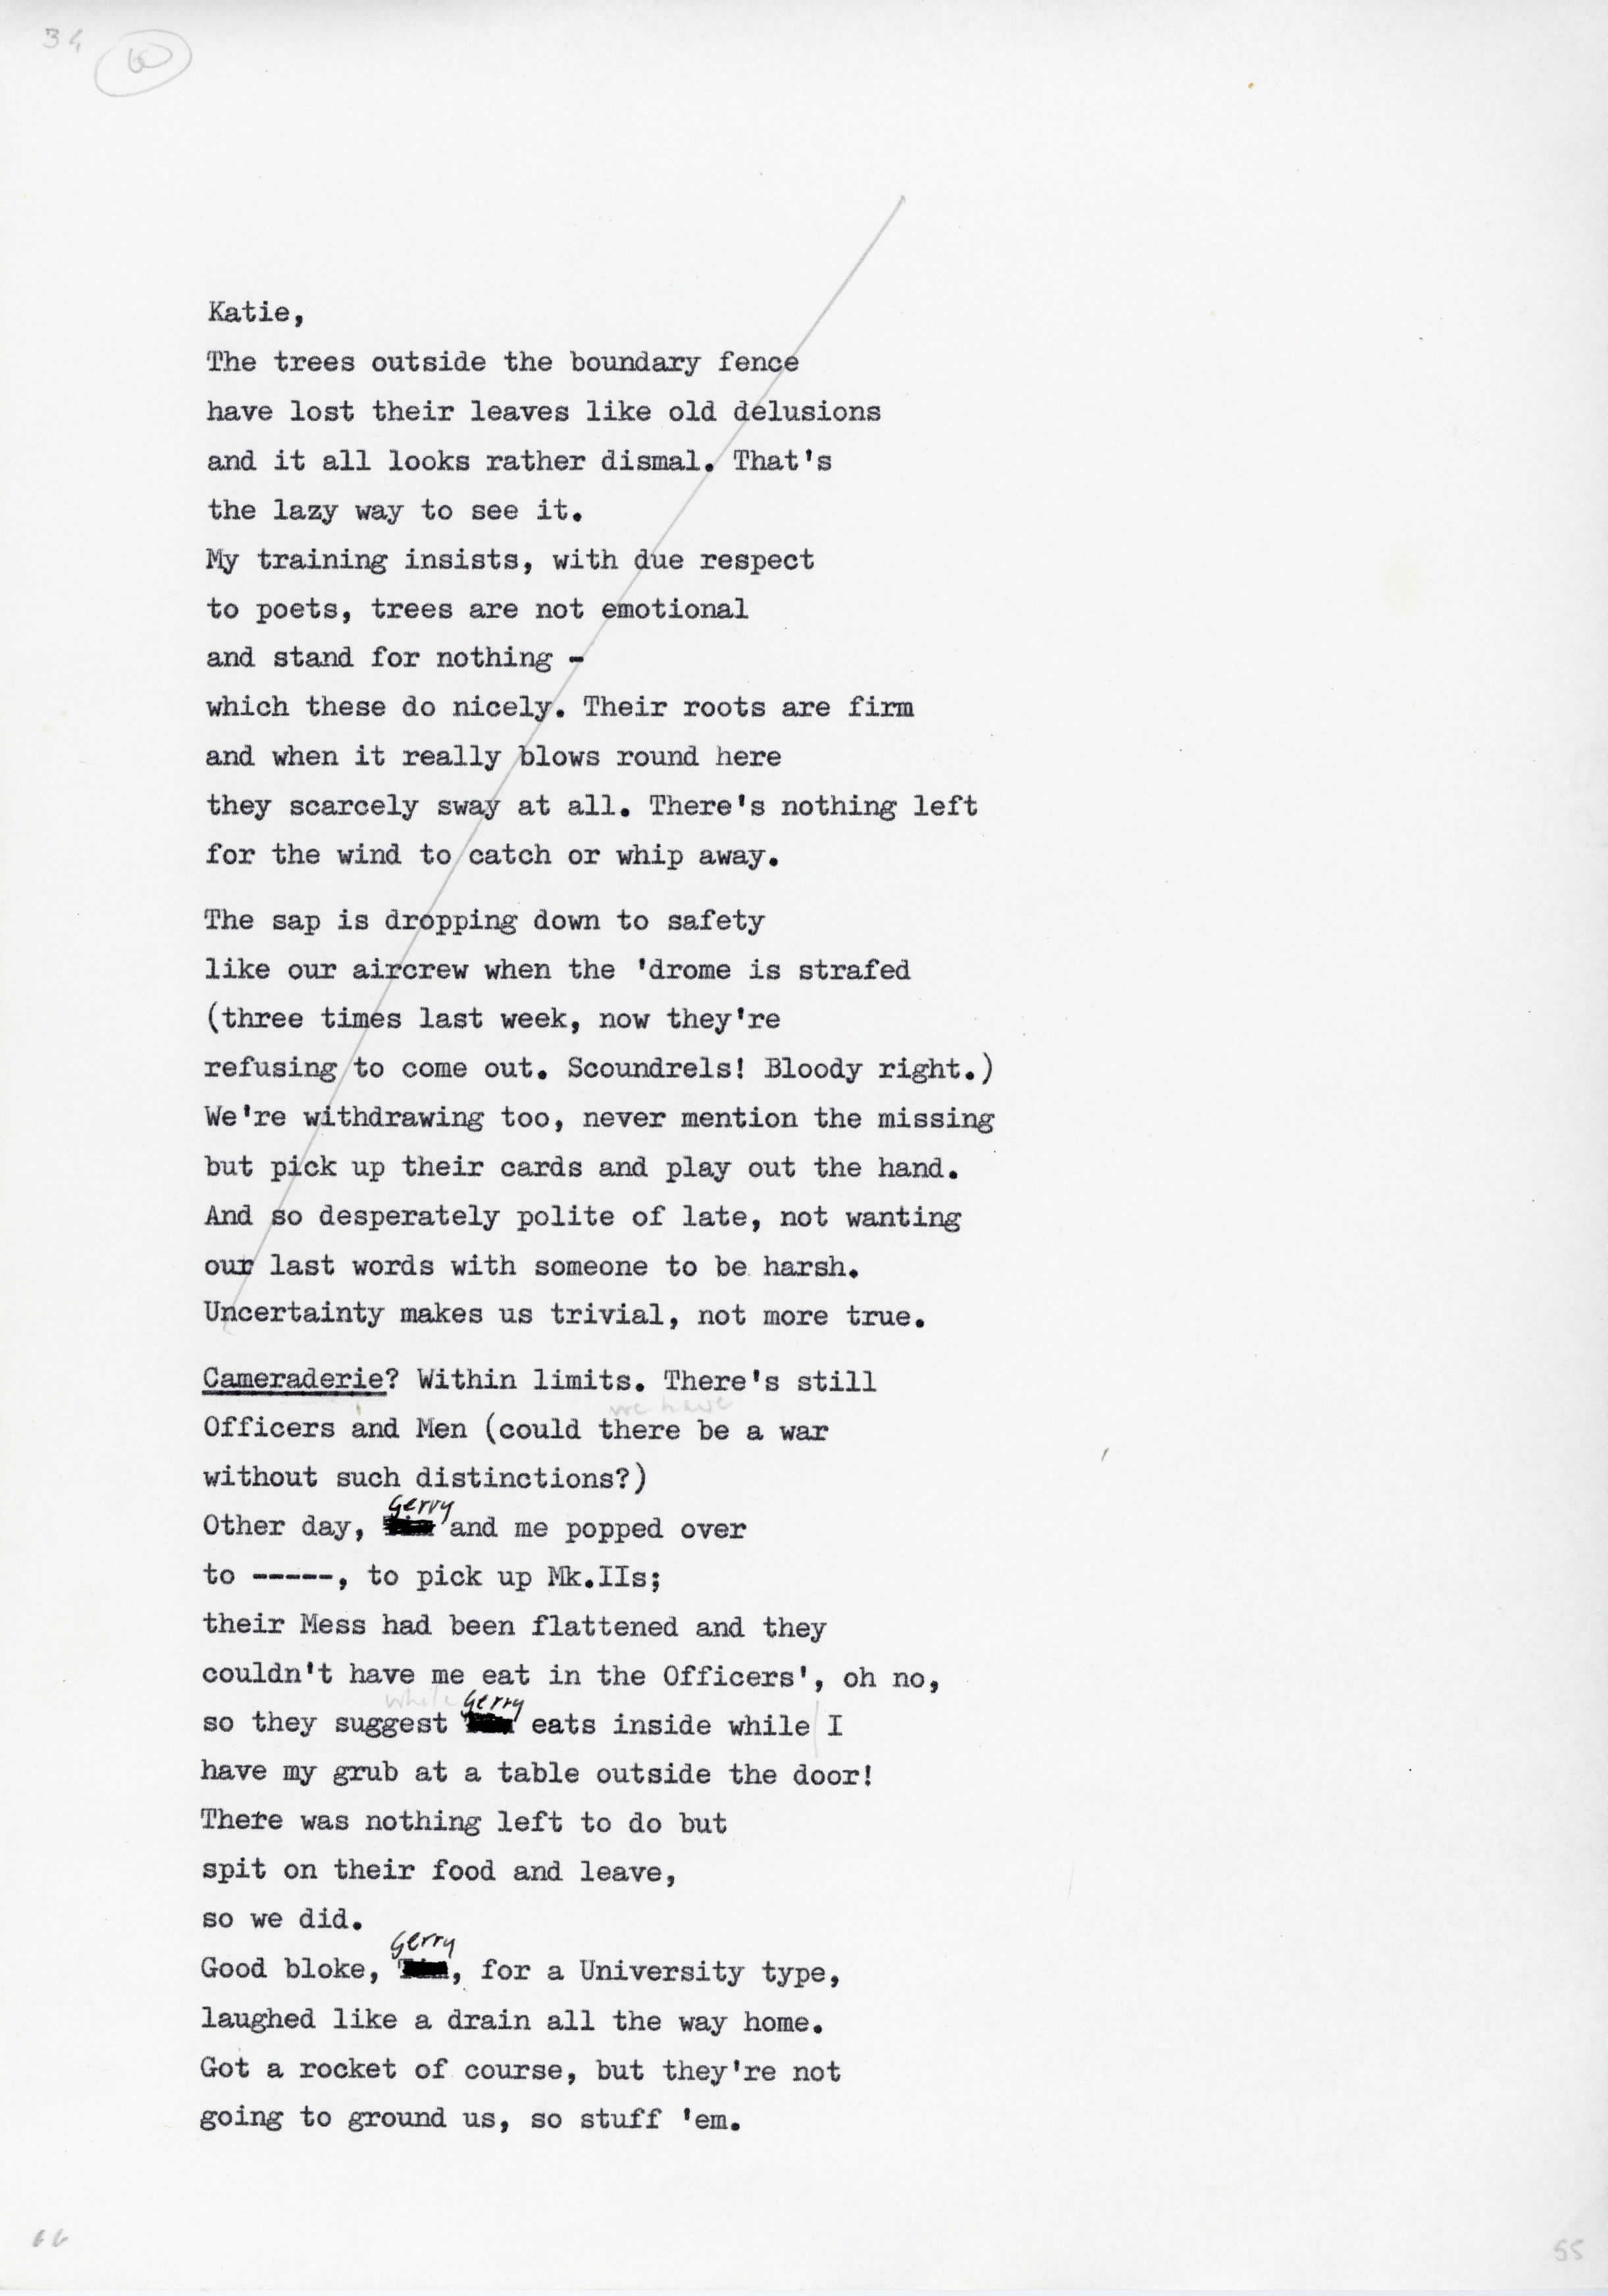 34
Katie,
The trees outside the boundary fence
have lost their leaves like old delusions
and it all looks rather dismal. That's
the lazy way to see it.
My training insists, with due respect
to poets, trees are not emotional
and stand for nothing -
which these do nicely. Their roots are firm
and when it really blows round here
they scarcely sway at all. There's nothing left
for the wind to catch or whip away.
The sap is dropping down to safety
like our aircrew when the 'drome is strafed
(three times last week, now they're
refusing to come out. Scoundrels! Bloody right.)
We're withdrawing too, never mention the missing
but pick up their cards and play out the hand.
And so desperately polite of late, not wanting
our last words with someone to be harsh.
Uncertainty makes us trivial, not more true.
Cameraderie? Within limits. There's still
we have
Officers and Men (could there be a war
without such distinctions?)
Gerry
Other day, and me popped over
to -----, to pick up Mk.IIs;
their Mess had been flattened and they
couldn't have me eat in the Officers', oh no,
while Gerry
so they suggest eats inside while I
have my grub at a table outside the door!
There was nothing left to do but
spit on their food and leave,
so we did.
Gerry
Good bloke, , for a University type,
laughed like a drain all the way home.
Got a rocket of course, but they're not
going to ground us, so stuff 'em.
66
55